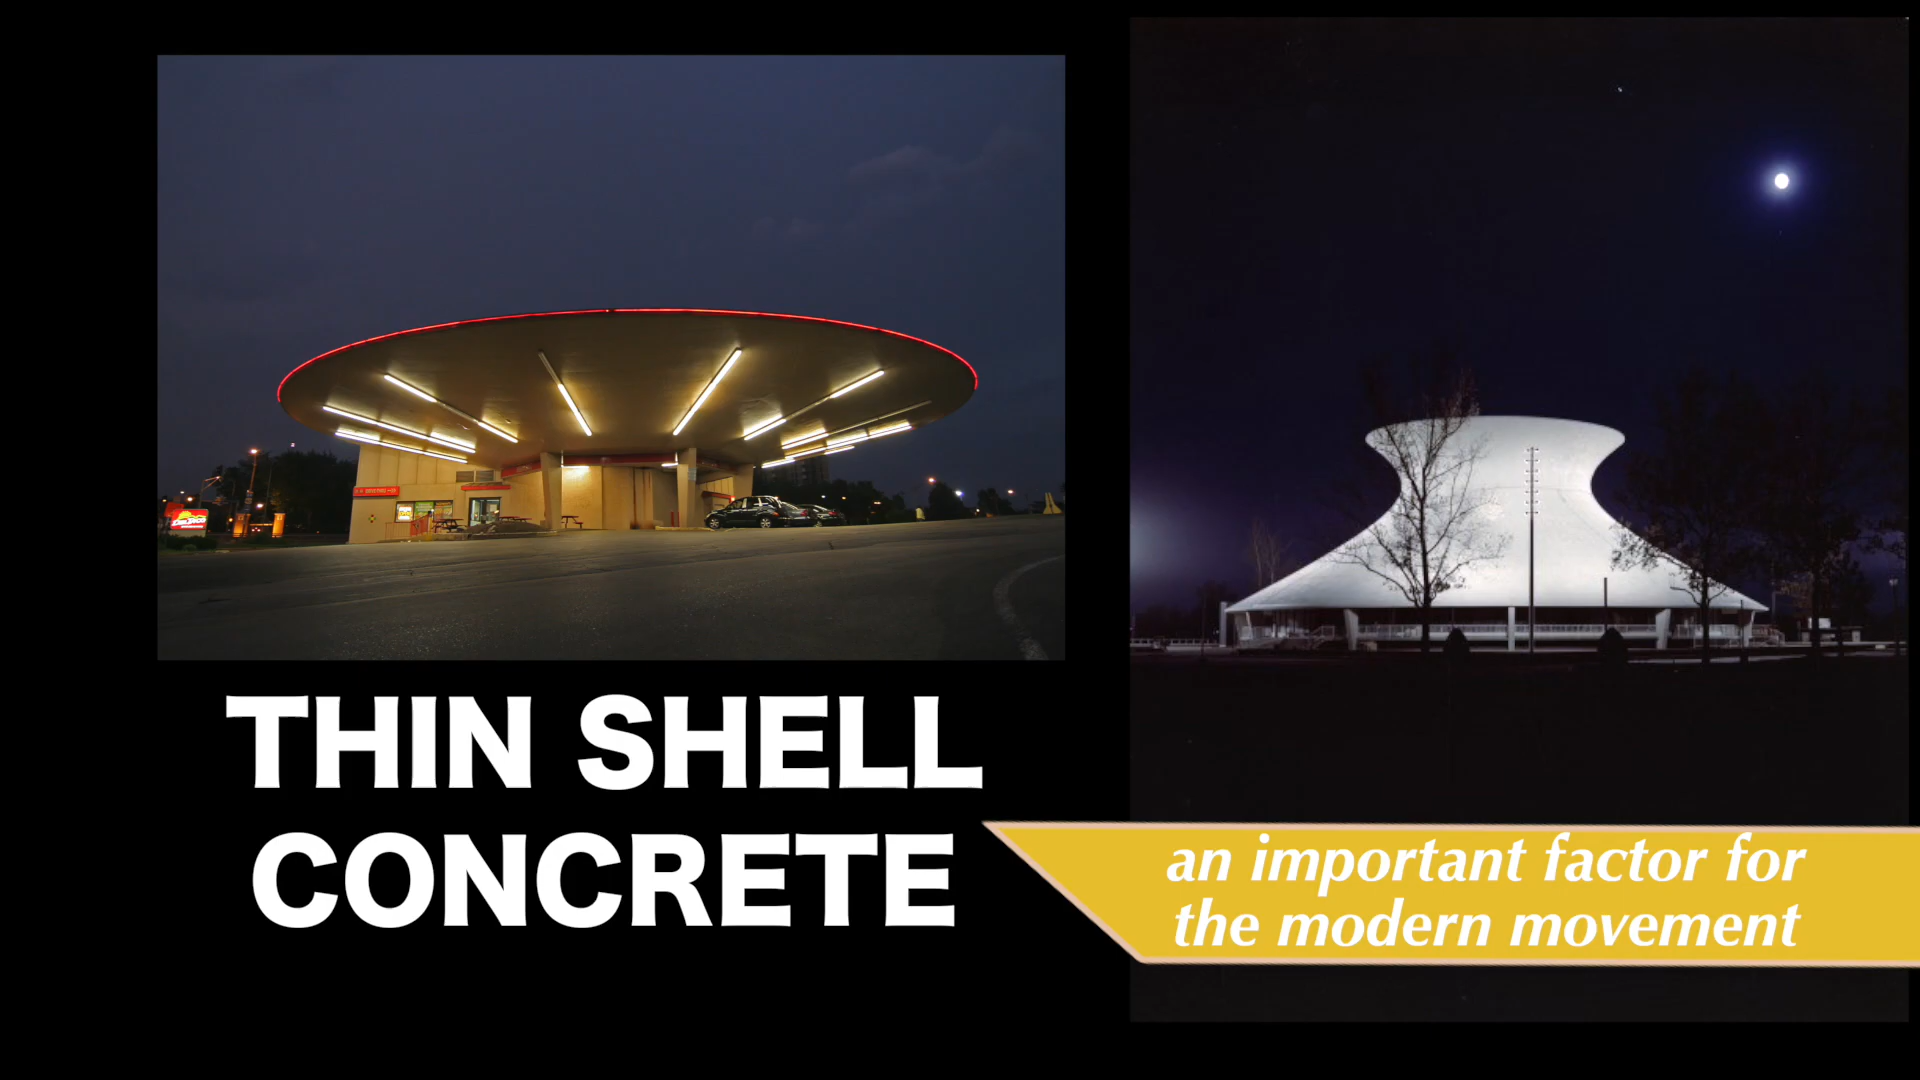 THIN SHELL
CONCRETE
an important factor for
the modern movement